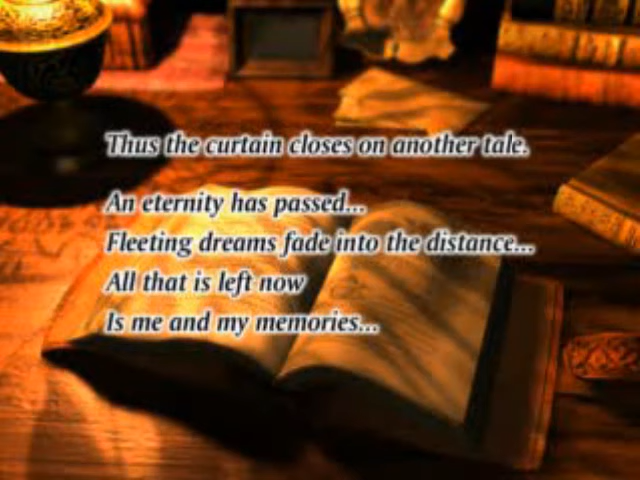 Thus the curtain closes on another tale.
An eternity has passed...
Fleeting dreams fade into the distance...
All that is left now
Is me and my memories...